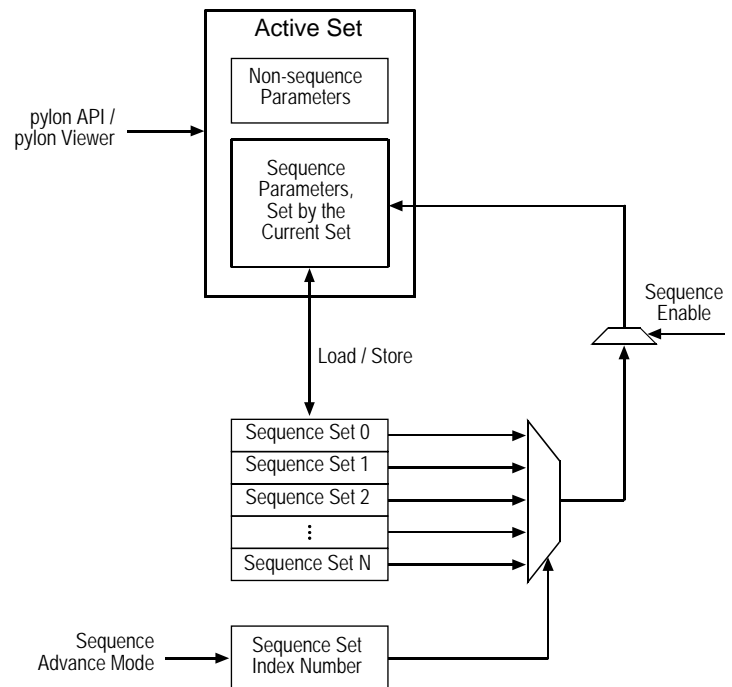 Active Set
Non-sequence
Parameters
pylon API /
pylon Viewer
Sequence
Parameters,
Set by the
Current Set
Sequence
Enable
Load / Store
Sequence Set 0
Sequence Set 1
Sequence Set 2
⋮
Sequence Set N
Sequence
Advance Mode
Sequence Set
Index Number